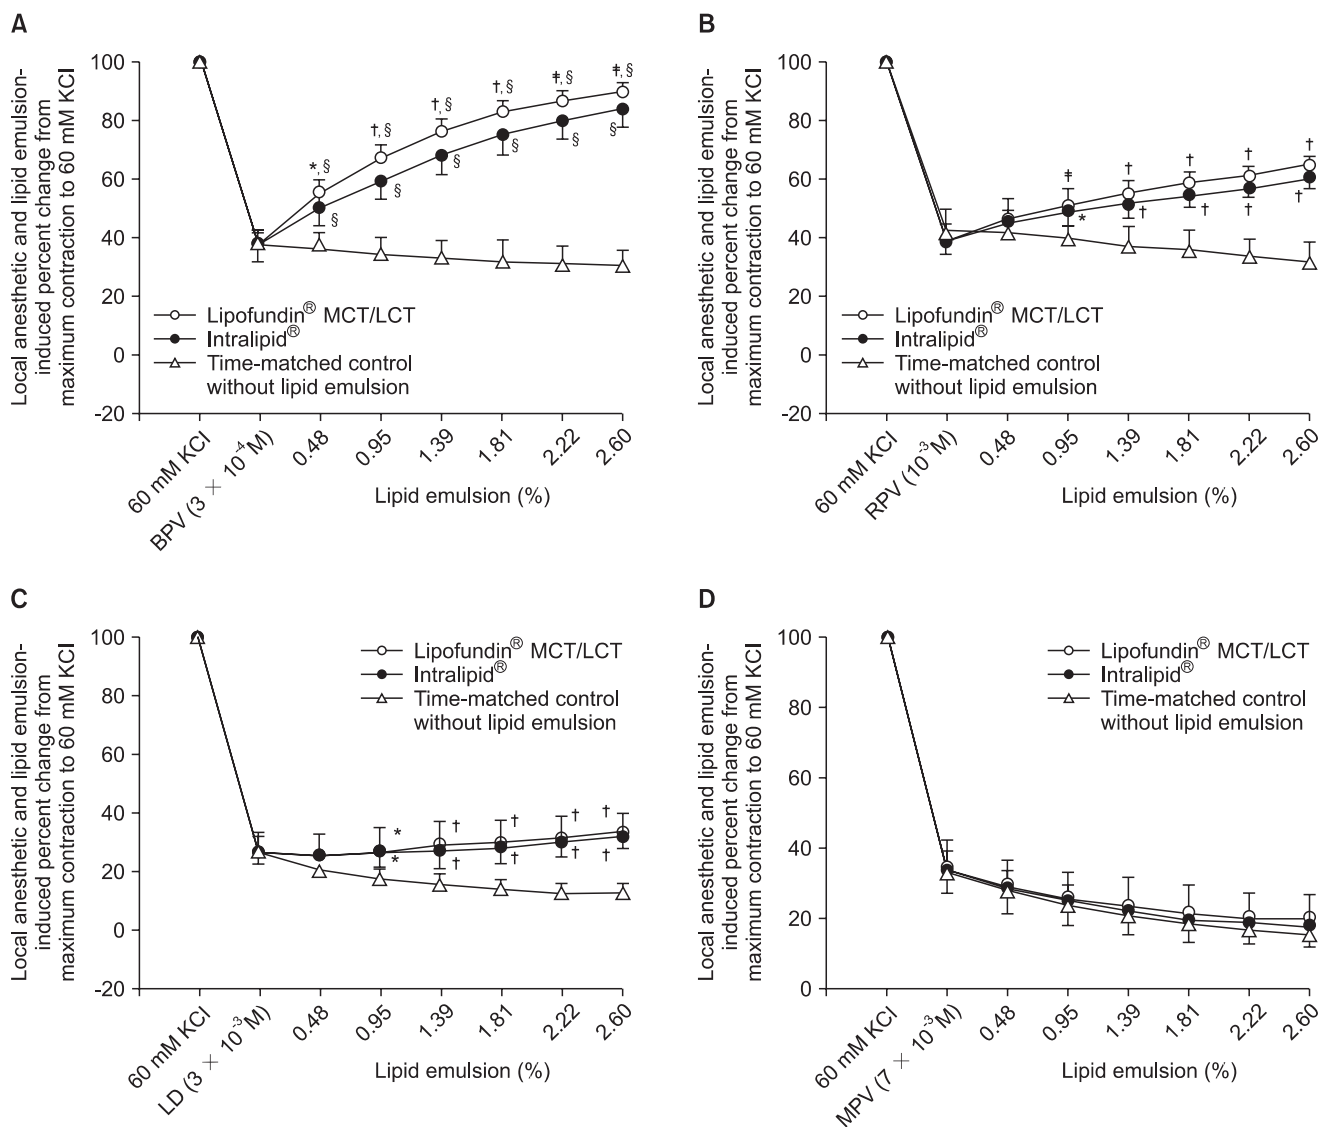 A
Local anesthetic and lipid emulsion-
induced percent change from
maximum contraction to 60 mM KCl
100
80
60
40
20
0
-20
*, §
†, §
†, §
†, §
‡, §
‡, §
§
§
§
§
§
§
Lipofundin® MCT/LCT
Intralipid®
Time-matched control
without lipid emulsion
60 mM KCl
BPV (3 × 10-4M)
0.48
0.95
1.39
1.81
2.22
2.60
Lipid emulsion (%)
B
Local anesthetic and lipid emulsion-
induced percent change from
maximum contraction to 60 mM KCl
100
80
60
40
20
0
-20
‡
†
†
†
†
*
†
†
†
†
Lipofundin® MCT/LCT
Intralipid®
Time-matched control
without lipid emulsion
60 mM KCl
RPV (10-3M)
0.48
0.95
1.39
1.81
2.22
2.60
Lipid emulsion (%)
C
Local anesthetic and lipid emulsion-
induced percent change from
maximum contraction to 60 mM KCl
100
80
60
40
20
0
-20
Lipofundin® MCT/LCT
Intralipid®
Time-matched control
without lipid emulsion
*
†
†
†
†
*
†
†
†
†
60 mM KCl
LD (3 × 10-3M)
0.48
0.95
1.39
1.81
2.22
2.60
Lipid emulsion (%)
D
Local anesthetic and lipid emulsion-
induced percent change from
maximum contraction to 60 mM KCl
100
80
60
40
20
0
Lipofundin® MCT/LCT
Intralipid®
Time-matched control
without lipid emulsion
60 mM KCl
MPV (7 × 10-3M)
0.48
0.95
1.39
1.81
2.22
2.60
Lipid emulsion (%)